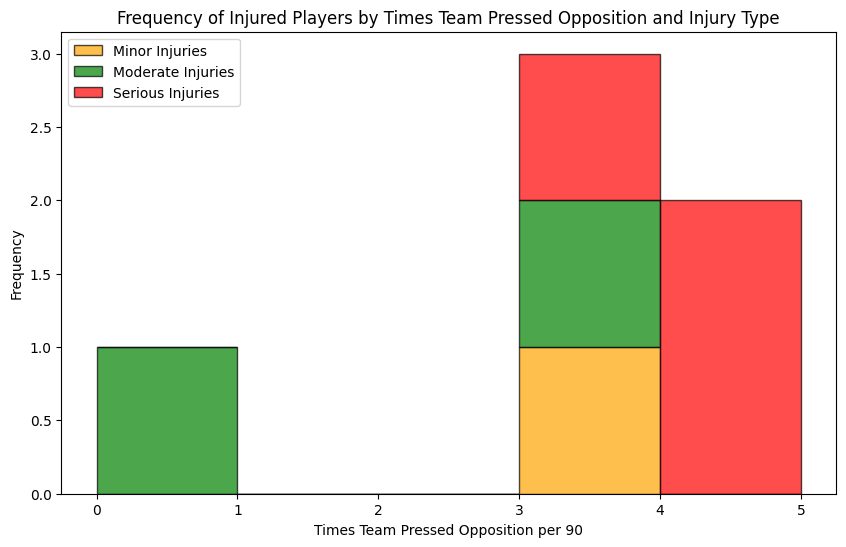 Frequency of Injured Players by Times Team Pressed Opposition and Injury Type
Minor Injuries
Moderate Injuries
Serious Injuries
Frequency
3.0
2.5
2.0
1.5
1.0
0.5
0.0
0 1 2 3 4 5
Times Team Pressed Opposition per 90